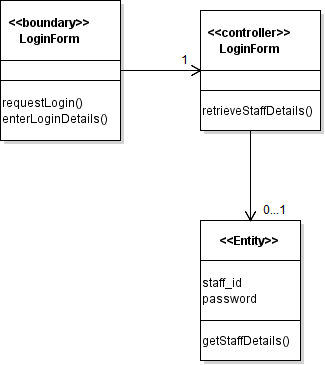 <<boundary>>
LoginForm
requestLogin()
enterLoginDetails()
1
<<controller>>
LoginForm
retrieveStaffDetails()
0...1
<<Entity>>
staff_id
password
getStaffDetails()